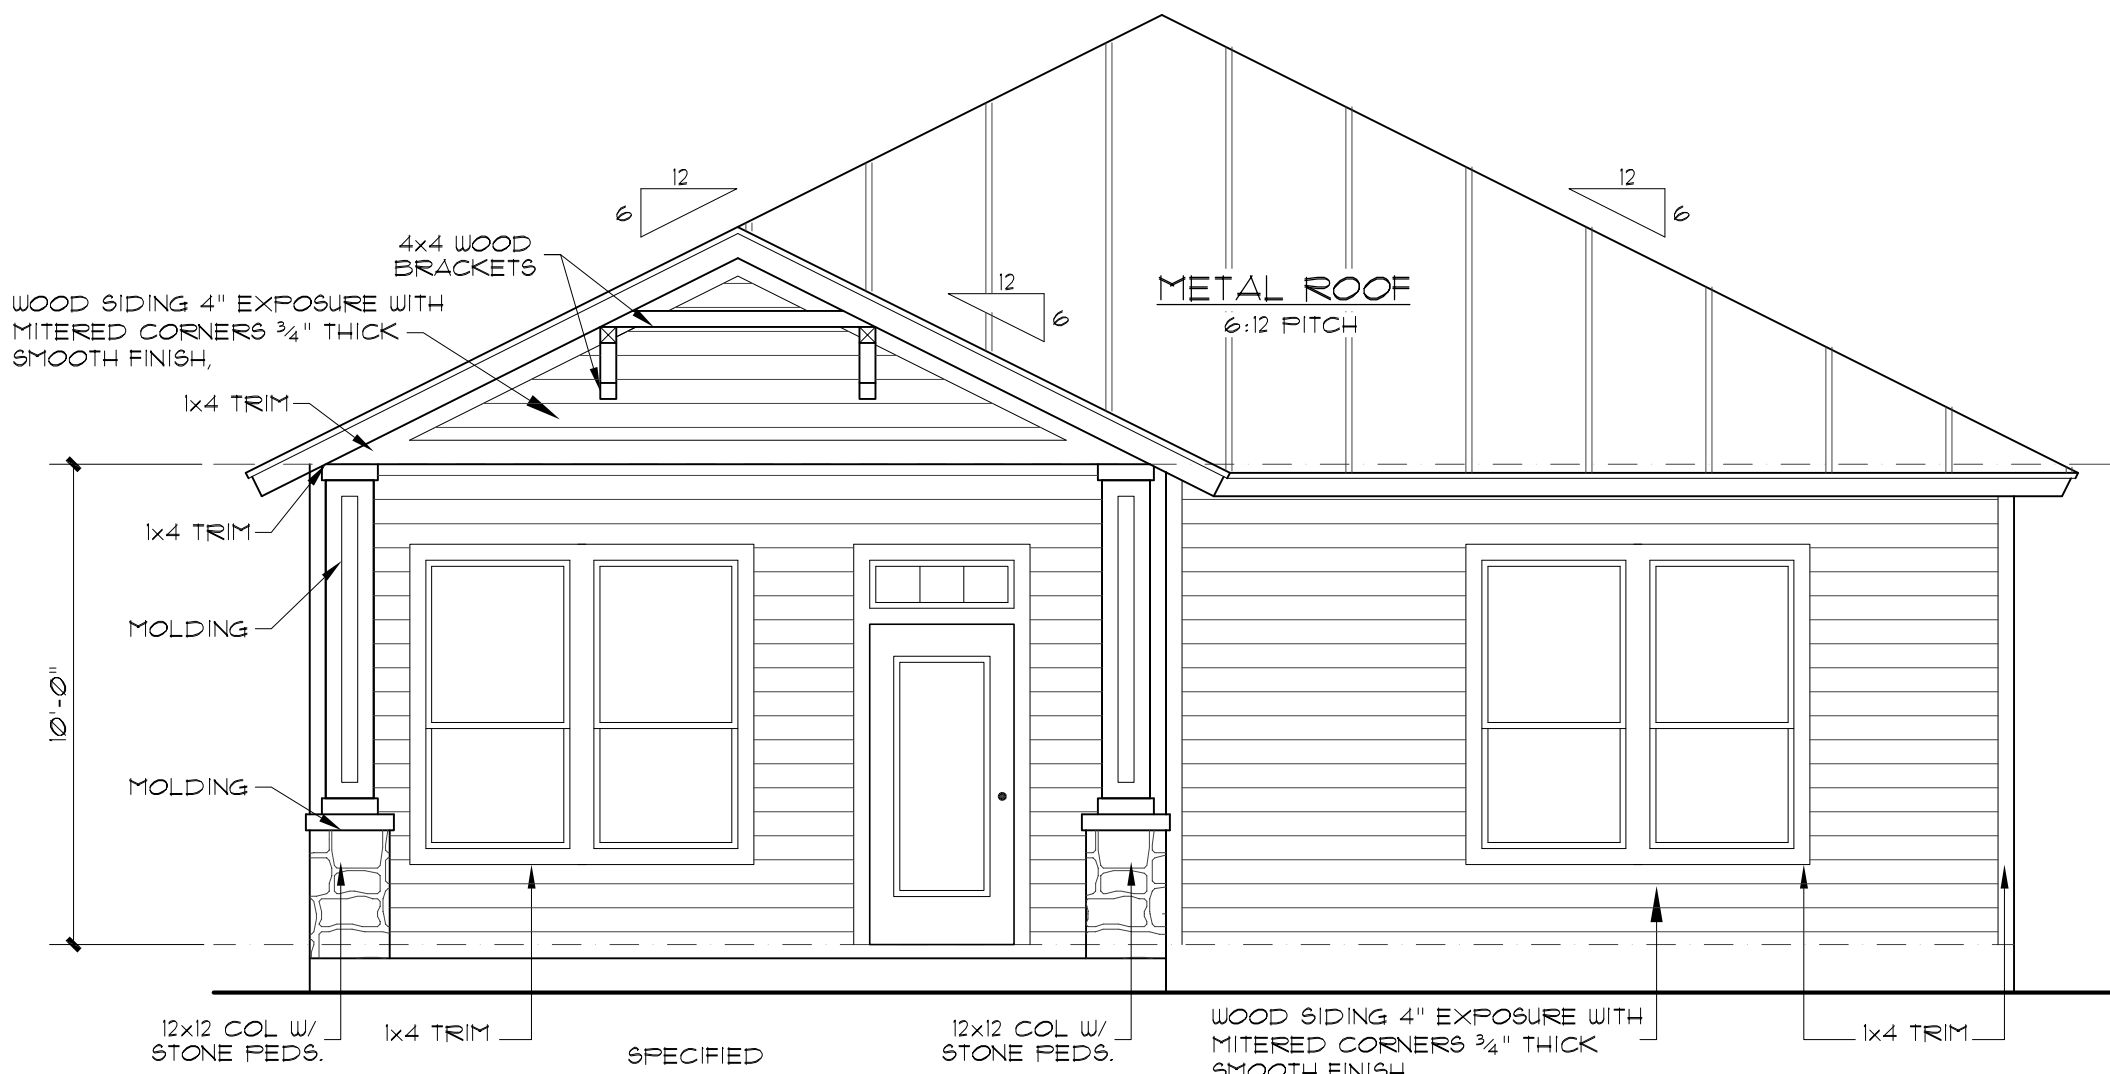 12
6
12
6
4x4 WOOD
BRACKETS
WOOD SIDING 4" EXPOSURE WITH
MITERED CORNERS ¾" THICK
SMOOTH FINISH,
12
6
METAL ROOF
6:12 PITCH
1x4 TRIM
1x4 TRIM
MOLDING
10'-0"
MOLDING
12x12 COL W/
STONE PEDS.
1x4 TRIM
SPECIFIED
12x12 COL W/
STONE PEDS.
WOOD SIDING 4" EXPOSURE WITH
MITERED CORNERS ¾" THICK
SMOOTH FINISH
1x4 TRIM